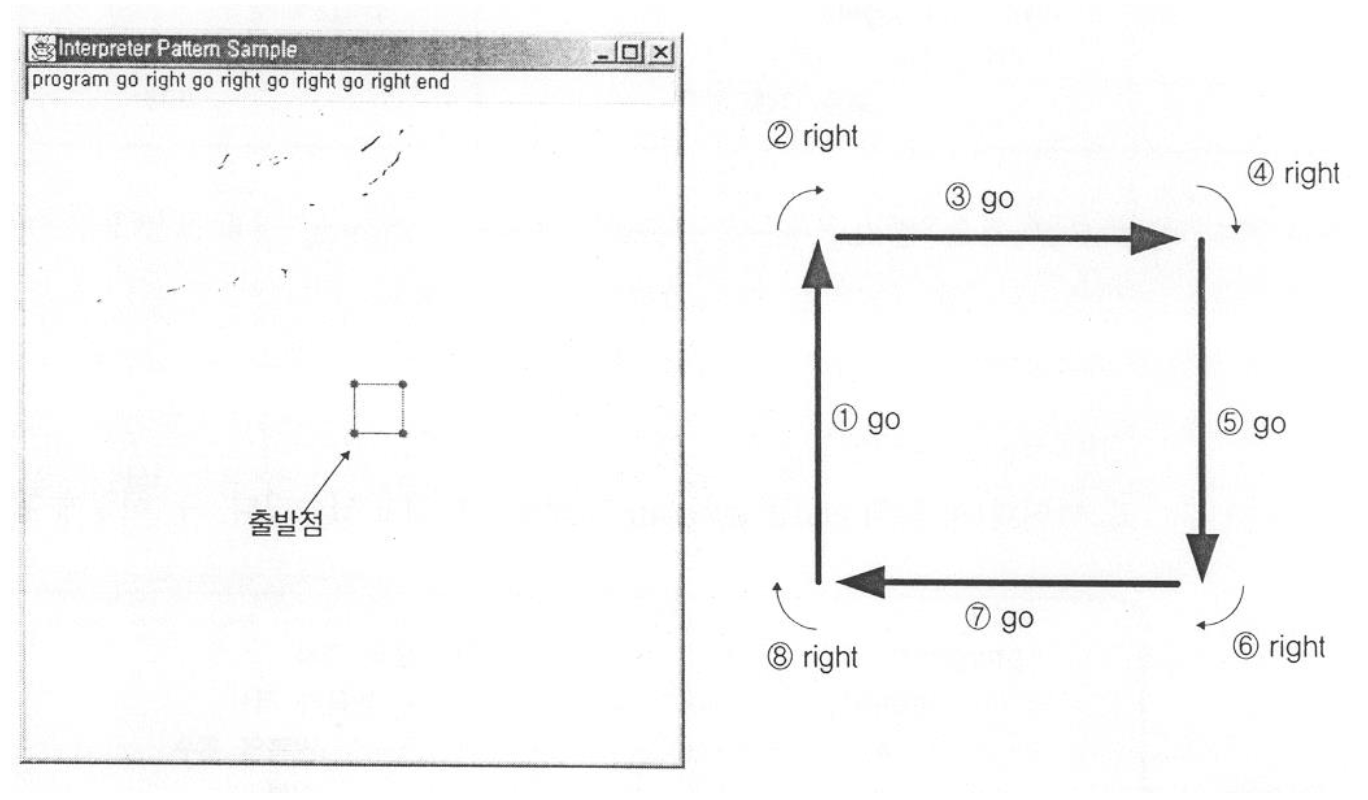 Interpreter Pattern Sample
program go right go right go right go right end
출발점
② right
③ go
④ right
① go
⑤ go
⑦ go
⑧ right
⑥ right